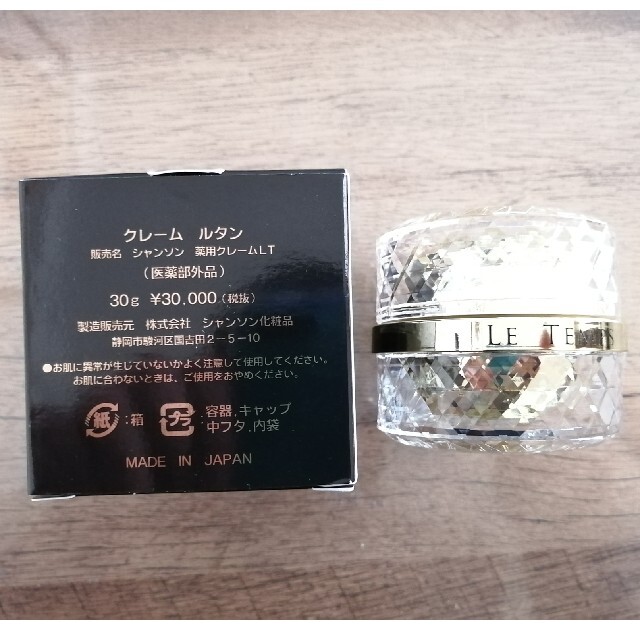 クレーム ルタン
販売名 シャンソン 薬用クレームLT
(医薬部外品)
30g ¥30,000(税抜)
製造販売元 株式会社 シャンソン化粧品
静岡市駿河区国吉田2-5-10
●お肌に異常が生じていないかよく注意して使用してください。
お肌に合わないときは、ご使用をおやめください。
紙:箱 プラ:容器,キャップ
中フタ,内袋
MADE IN JAPAN
LE TEMPS